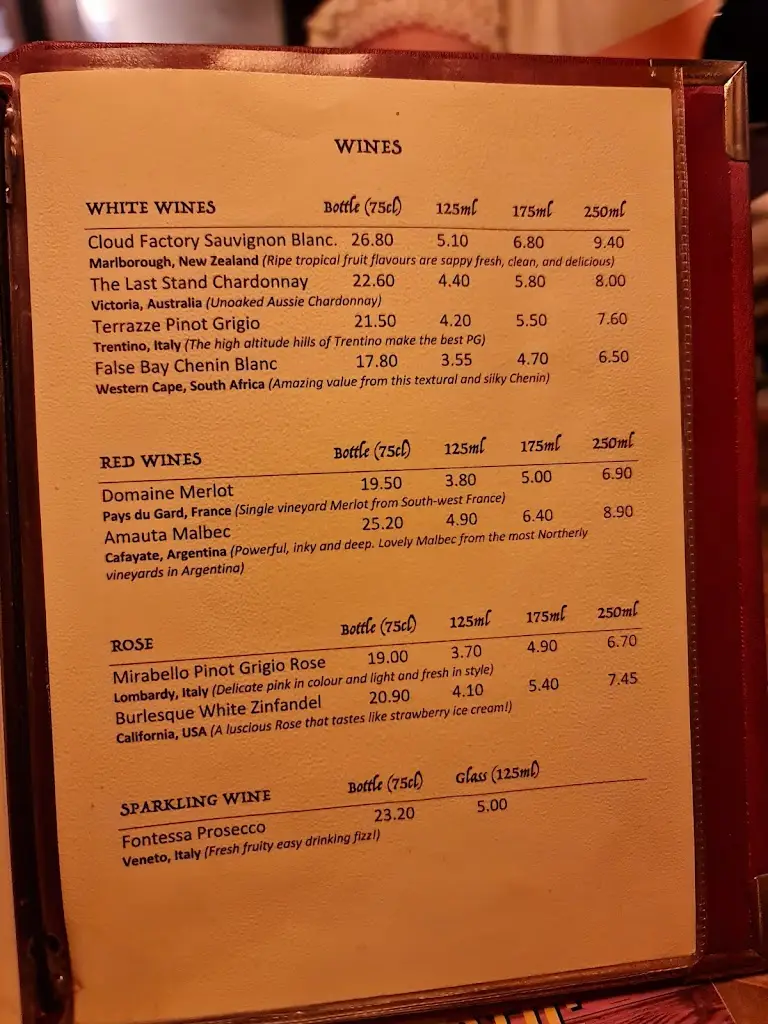 WINES
WHITE WINES Bottle (75cl) 125ml 175ml 250ml
Cloud Factory Sauvignon Blanc. 26.80 5.10 6.80 9.40
Marlborough, New Zealand (Ripe tropical fruit flavours are sappy fresh, clean, and delicious)
The Last Stand Chardonnay 22.60 4.40 5.80 8.00
Victoria, Australia (Unoaked Aussie Chardonnay)
Terrazze Pinot Grigio 21.50 4.20 5.50 7.60
Trentino, Italy (The high altitude hills of Trentino make the best PG)
False Bay Chenin Blanc 17.80 3.55 4.70 6.50
Western Cape, South Africa (Amazing value from this textural and silky Chenin)
RED WINES Bottle (75cl) 125ml 175ml 250ml
Domaine Merlot 19.50 3.80 5.00 6.90
Pays du Gard, France (Single vineyard Merlot from South-west France)
Amauta Malbec 25.20 4.90 6.40 8.90
Cafayate, Argentina (Powerful, inky and deep. Lovely Malbec from the most Northerly
vineyards in Argentina)
ROSE Bottle (75cl) 125ml 175ml 250ml
Mirabello Pinot Grigio Rose 19.00 3.70 4.90 6.70
Lombardy, Italy (Delicate pink in colour and light and fresh in style)
Burlesque White Zinfandel 20.90 4.10 5.40 7.45
California, USA (A luscious Rose that tastes like strawberry ice cream!)
SPARKLING WINE Bottle (75cl) Glass (125ml)
Fontessa Prosecco 23.20 5.00
Veneto, Italy (Fresh fruity easy drinking fizz!)